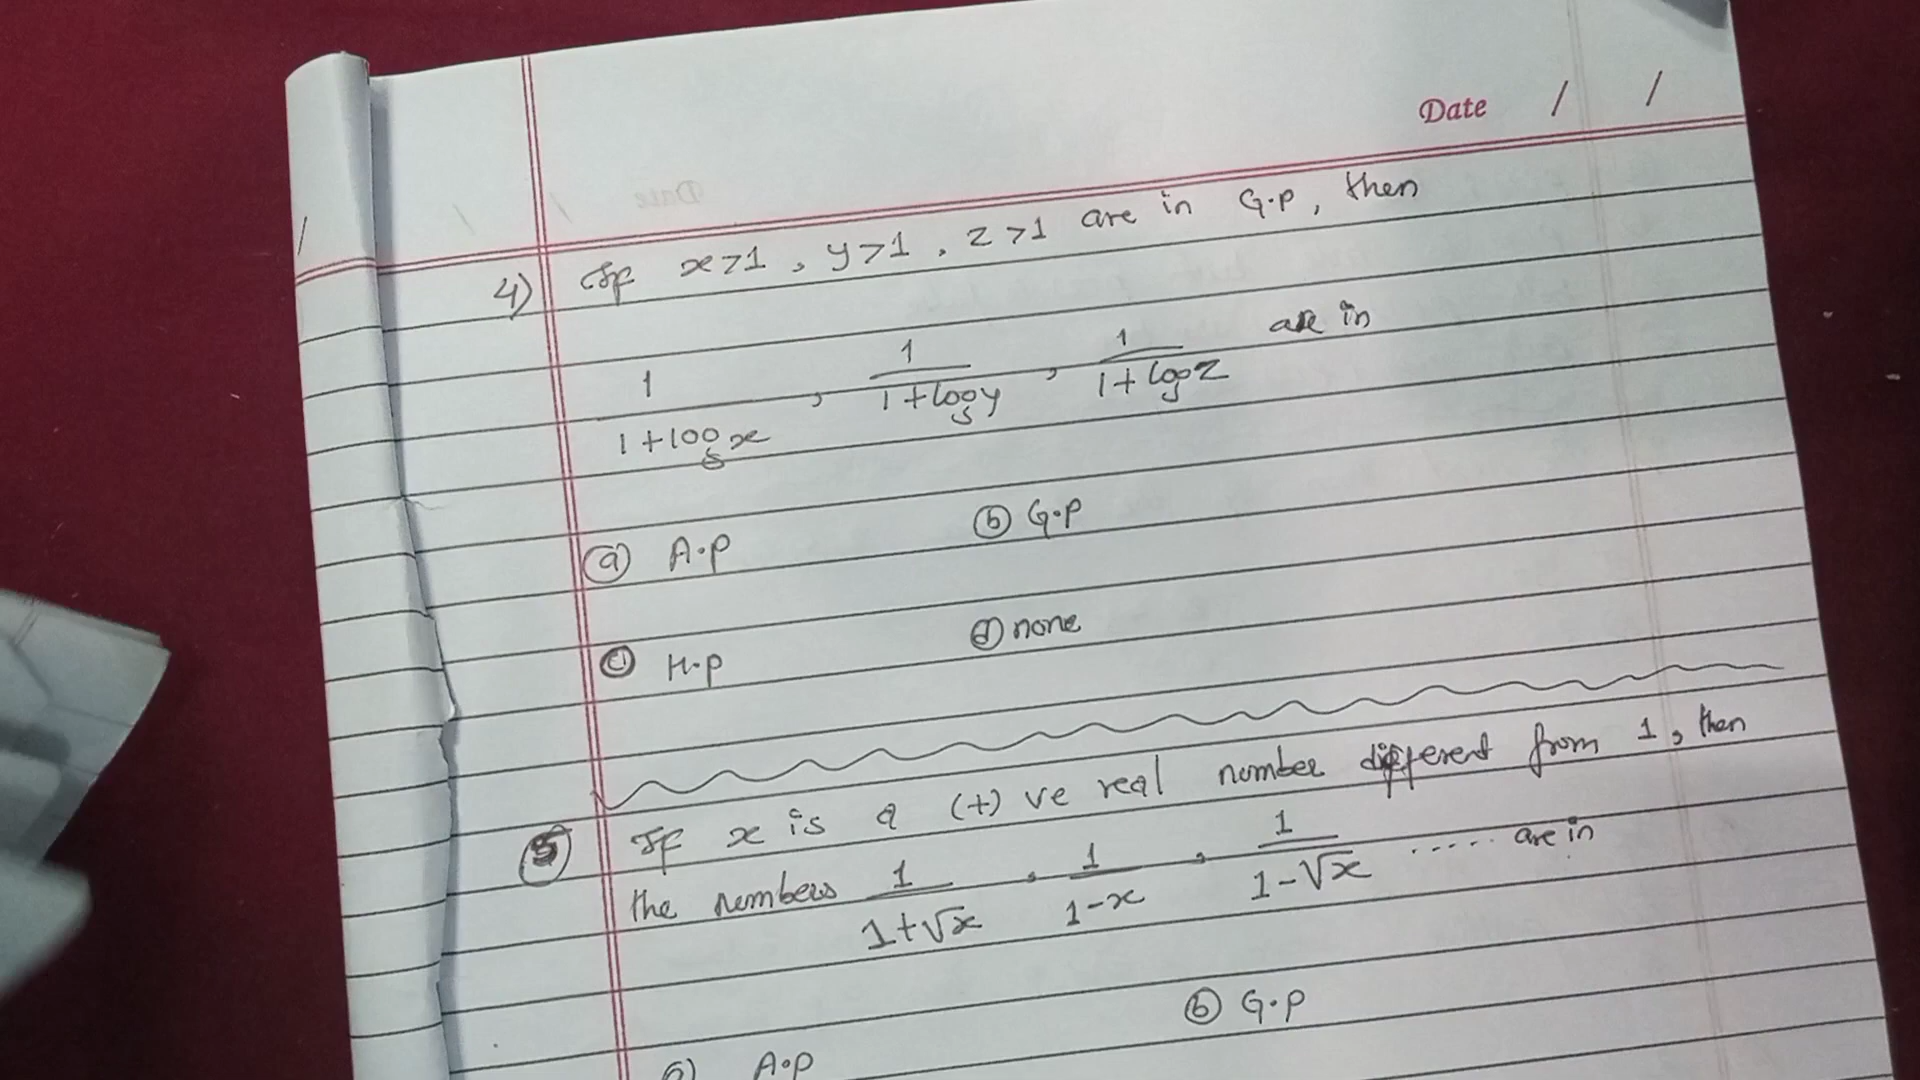 Date / /
4) If x>1, y>1, z>1 are in G.P, then
1/(1+log x), 1/(1+log y), 1/(1+log z) are in
(a) A.P (b) G.P
(c) H.P (d) none
(5) If x is a (+)ve real number different from 1, then
the numbers 1/(1+√x), 1/(1-x), 1/(1-√x) ..... are in
(b) G.P
(a) A.P